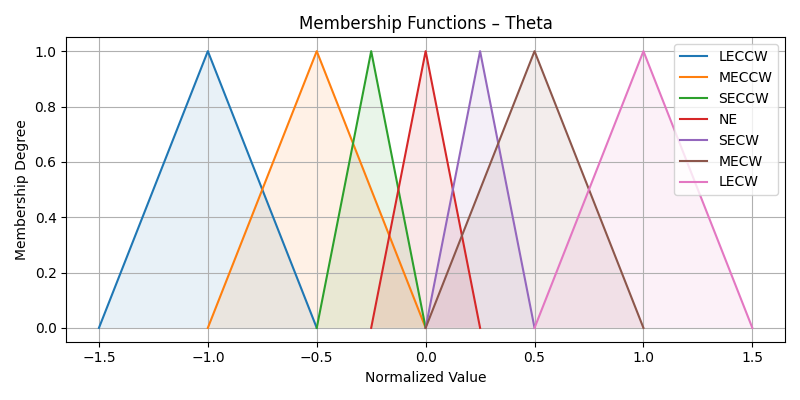 Membership Functions – Theta
Membership Degree
1.0
0.8
0.6
0.4
0.2
0.0
−1.5
−1.0
−0.5
0.0
0.5
1.0
1.5
Normalized Value
LECCW
MECCW
SECCW
NE
SECW
MECW
LECW